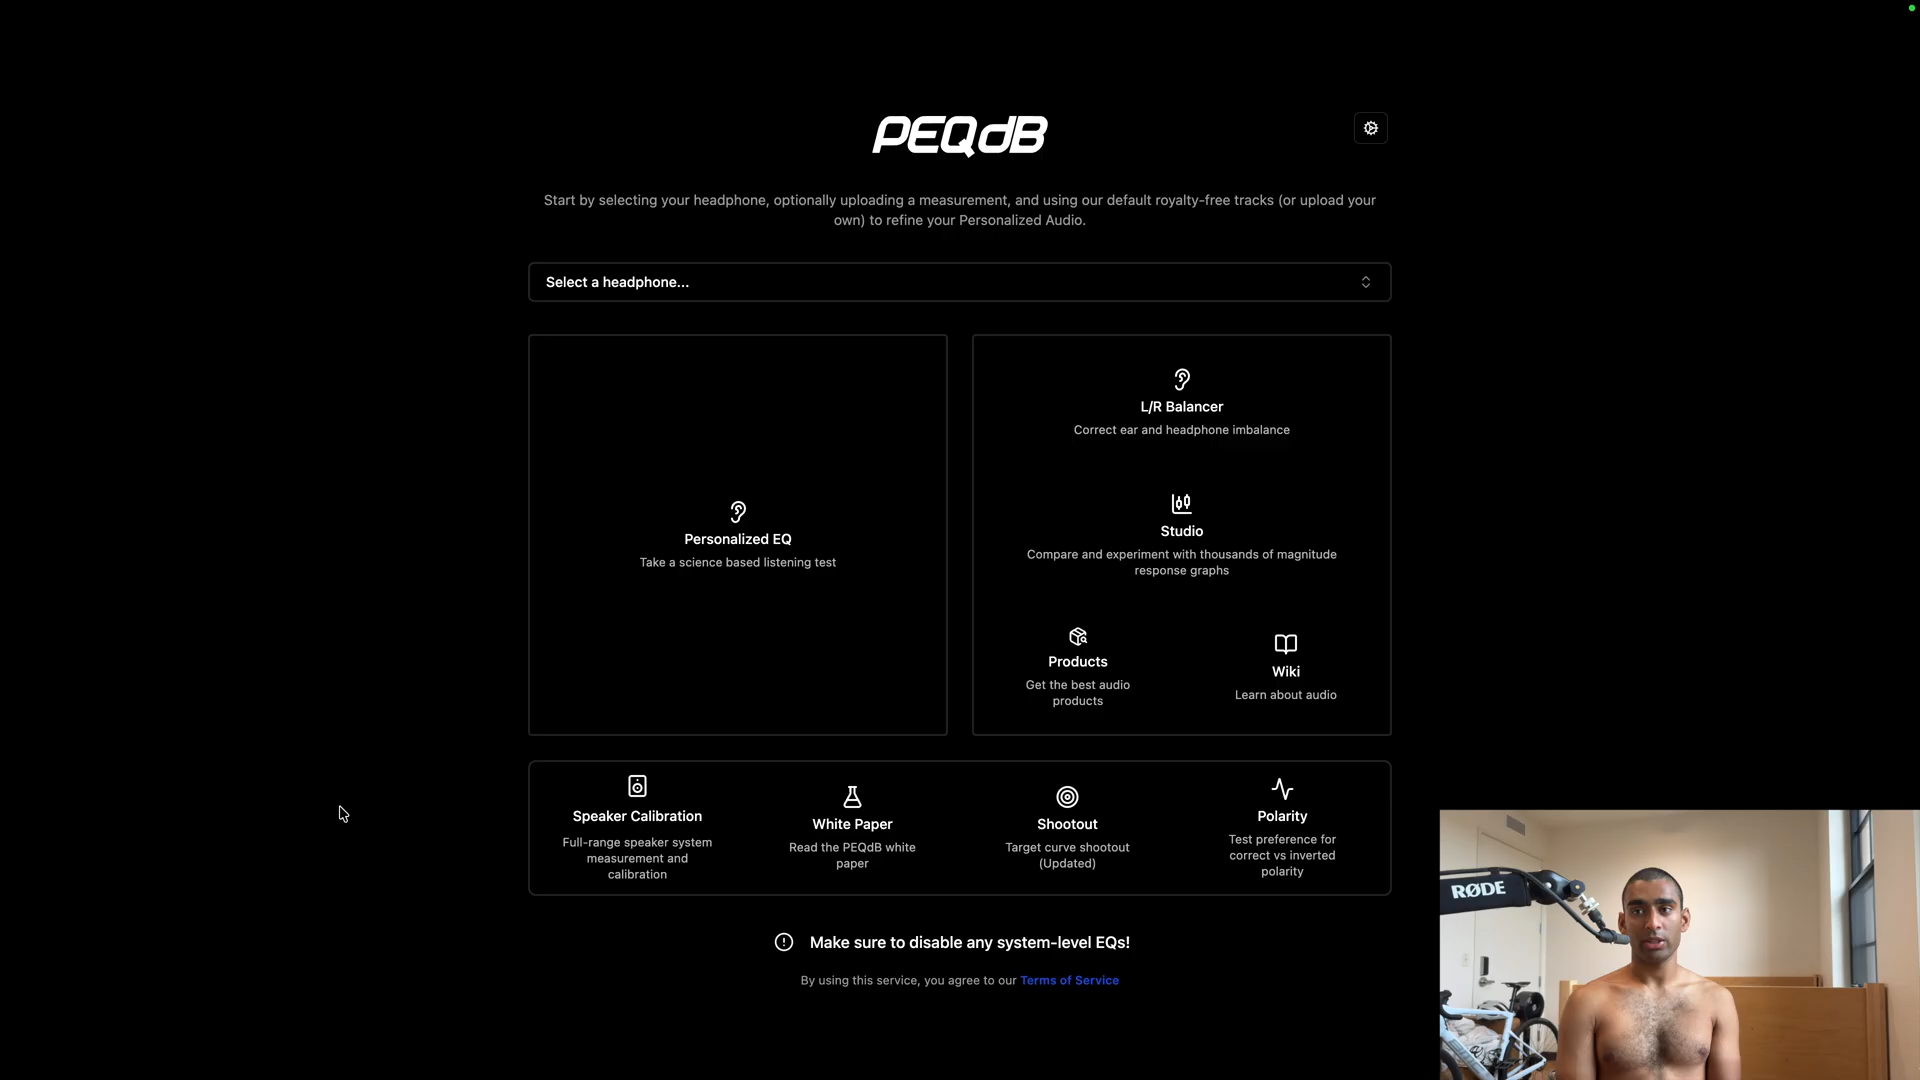 PEQdB
Start by selecting your headphone, optionally uploading a measurement, and using our default royalty-free tracks (or upload your
own) to refine your Personalized Audio.
Select a headphone...
Personalized EQ
Take a science based listening test
L/R Balancer
Correct ear and headphone imbalance
Studio
Compare and experiment with thousands of magnitude
response graphs
Products
Get the best audio
products
Wiki
Learn about audio
Speaker Calibration
Full-range speaker system
measurement and
calibration
White Paper
Read the PEQdB white
paper
Shootout
Target curve shootout
(Updated)
Polarity
Test preference for
correct vs inverted
polarity
Make sure to disable any system-level EQs!
By using this service, you agree to our Terms of Service
RØDE